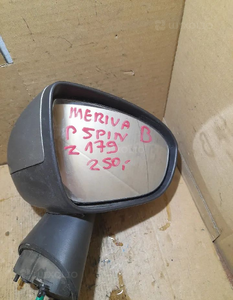 MERIVA
P 5PIN B
Z 179
250,-